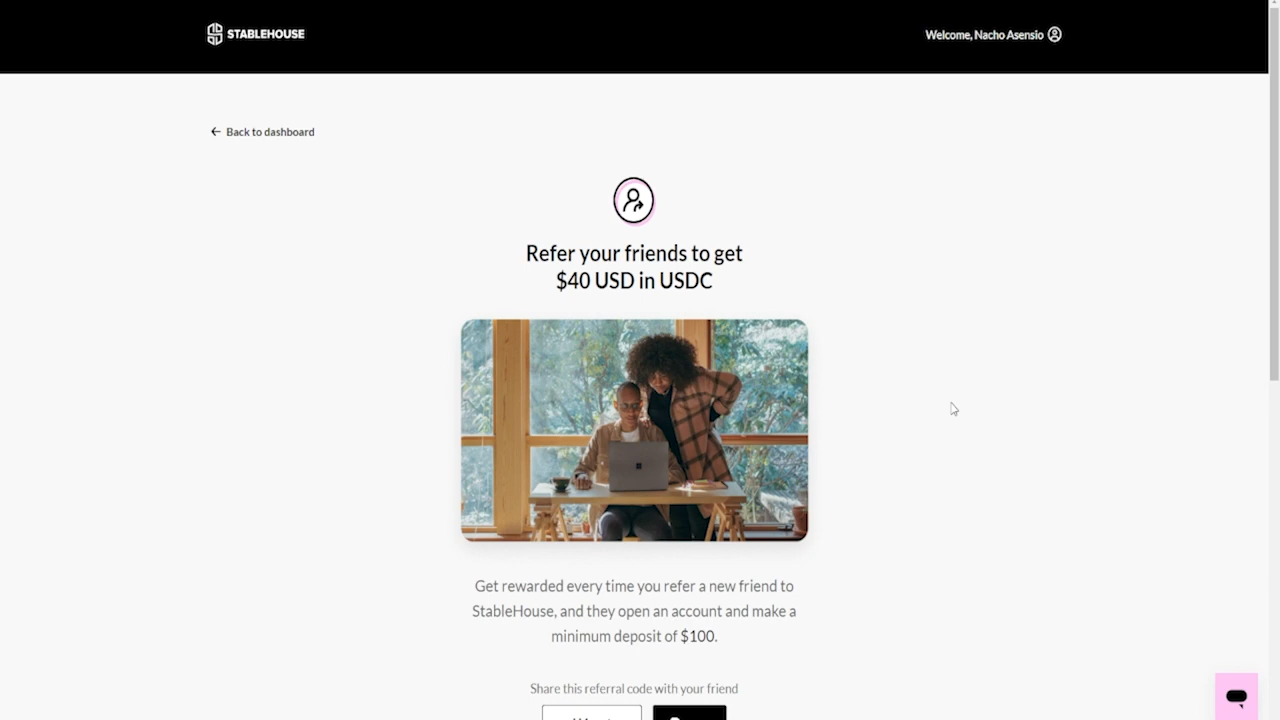 STABLEHOUSE
Welcome, Nacho Asensio
Back to dashboard
Refer your friends to get
$40 USD in USDC
Get rewarded every time you refer a new friend to
StableHouse, and they open an account and make a
minimum deposit of $100.
Share this referral code with your friend